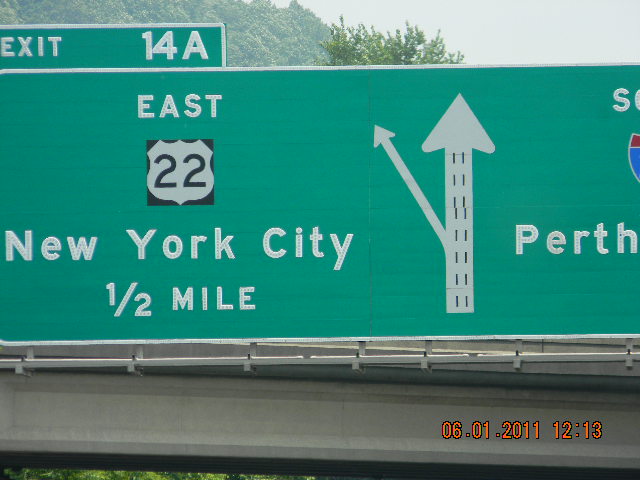 EXIT 14A
EAST
22
New York City
1/2 MILE
Perth
06.01.2011 12:13